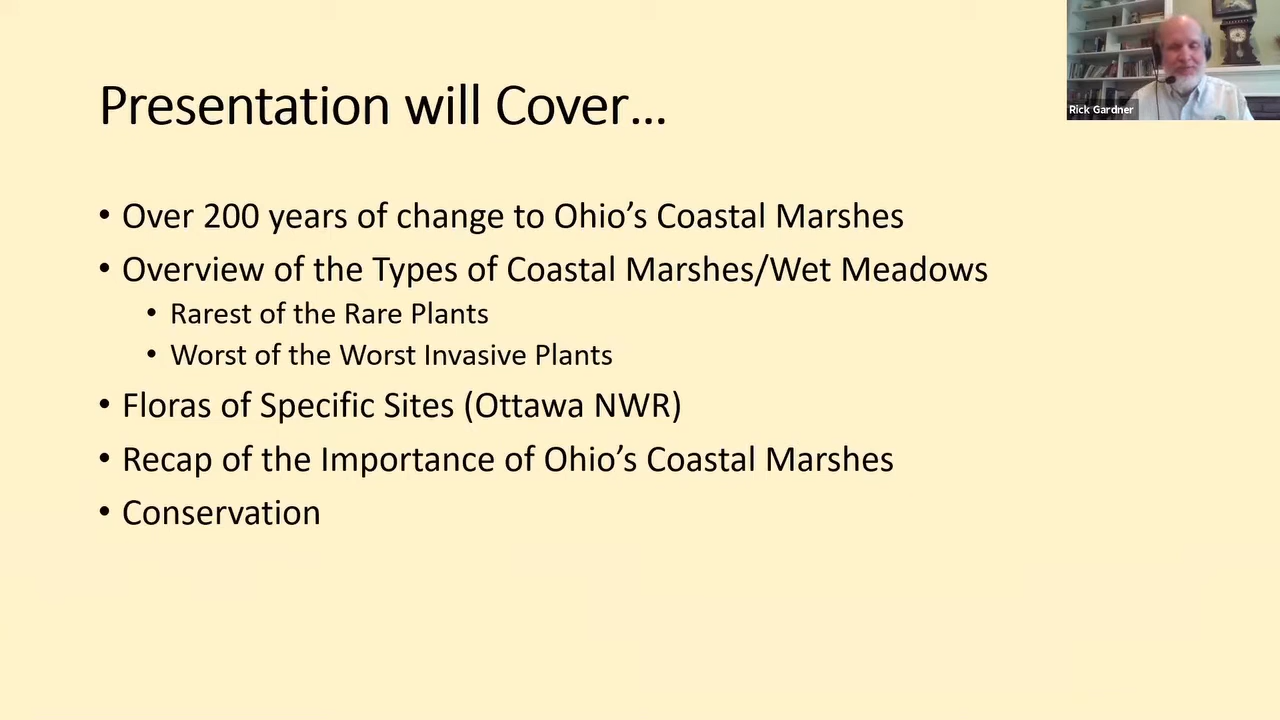 Presentation will Cover…
Rick Gardner
• Over 200 years of change to Ohio’s Coastal Marshes
• Overview of the Types of Coastal Marshes/Wet Meadows
• Rarest of the Rare Plants
• Worst of the Worst Invasive Plants
• Floras of Specific Sites (Ottawa NWR)
• Recap of the Importance of Ohio’s Coastal Marshes
• Conservation